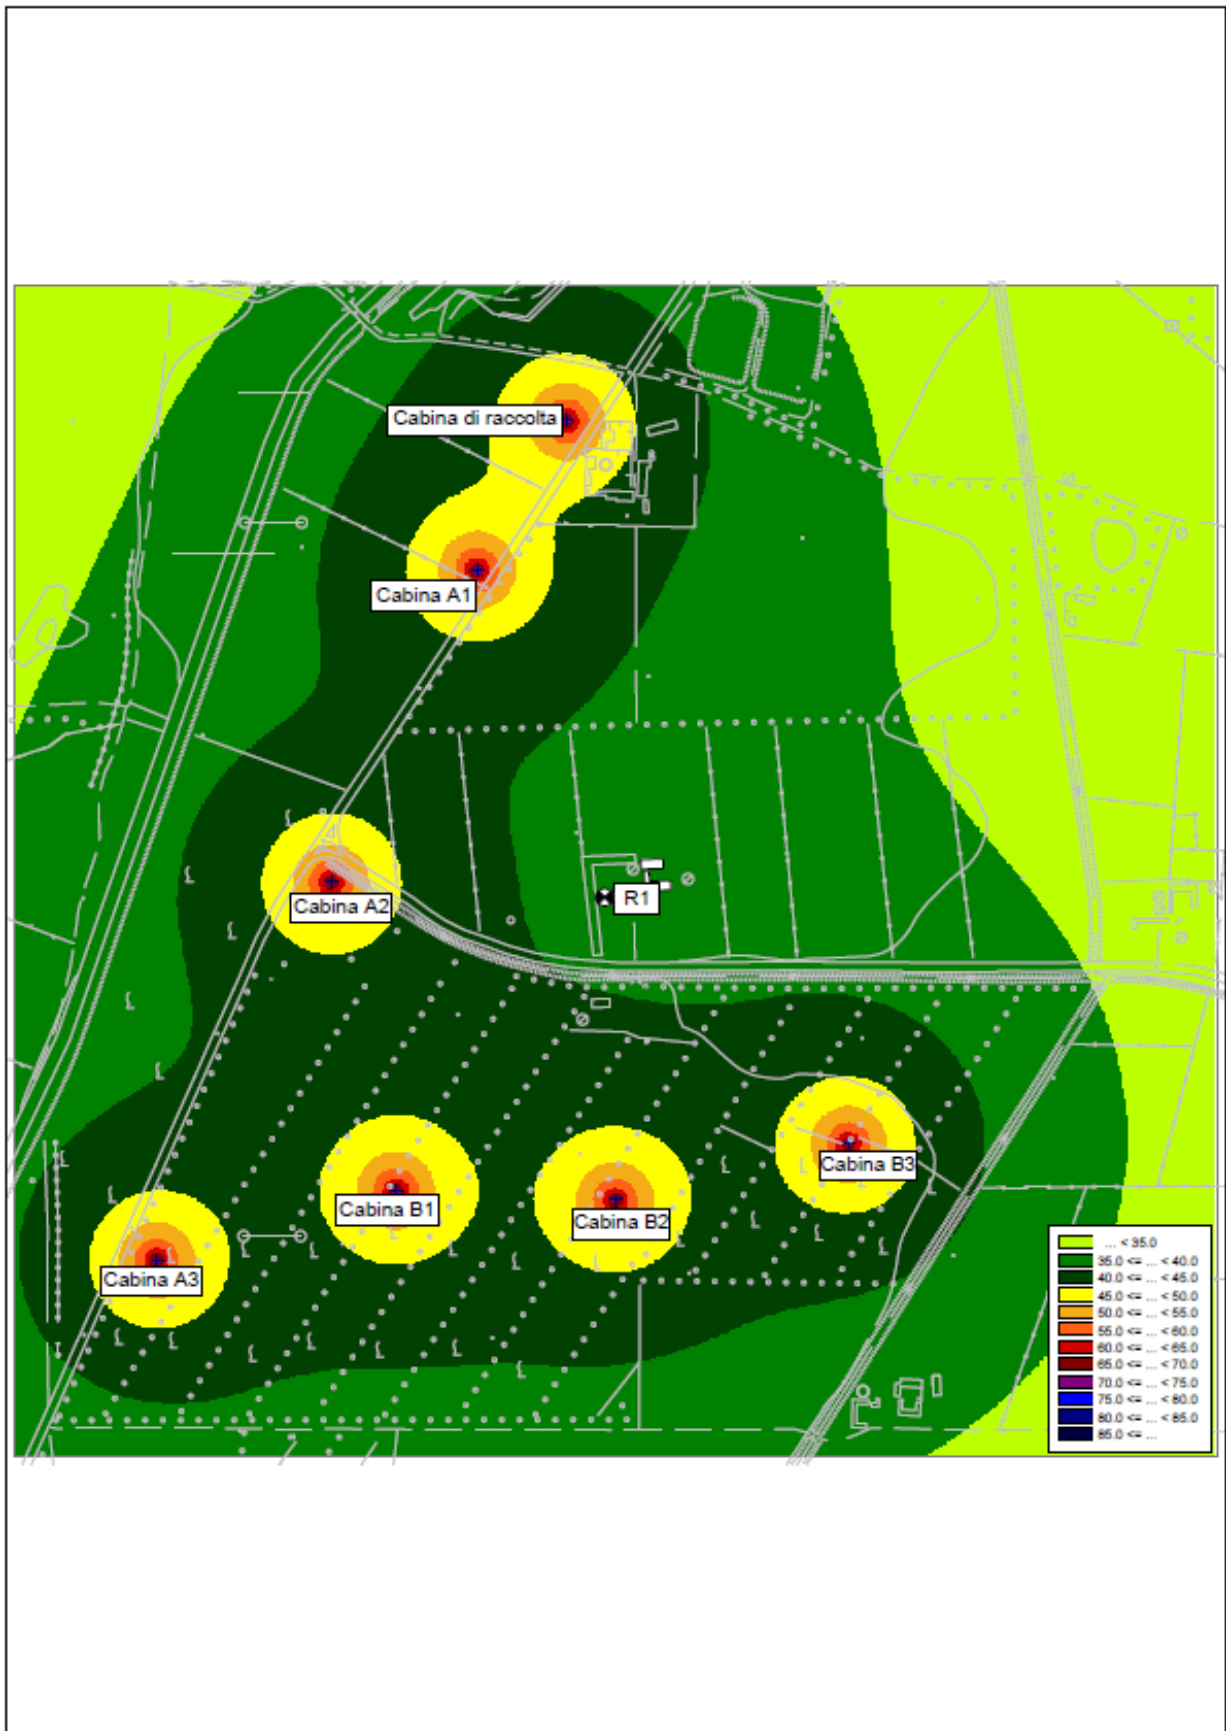 Cabina di raccolta
Cabina A1
Cabina A2
R1
Cabina B3
Cabina B1
Cabina B2
Cabina A3
... < 35.0
35.0 <= ... < 40.0
40.0 <= ... < 45.0
45.0 <= ... < 50.0
50.0 <= ... < 55.0
55.0 <= ... < 60.0
60.0 <= ... < 65.0
65.0 <= ... < 70.0
70.0 <= ... < 75.0
75.0 <= ... < 80.0
80.0 <= ... < 85.0
85.0 <= ...